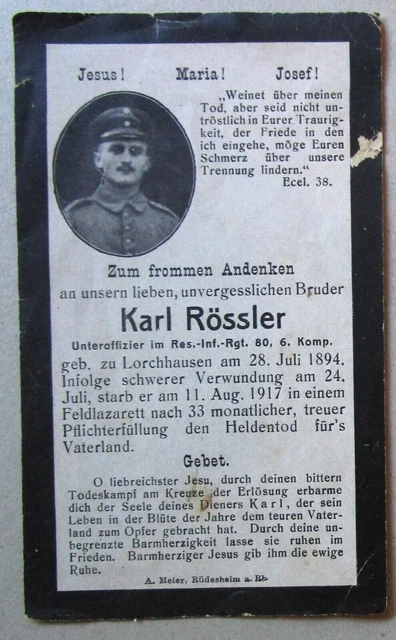 Jesus! Maria! Josef!
„Weinet über meinen
Tod, aber seid nicht un-
tröstlich in Eurer Traurig-
keit, der Friede in den
ich eingehe, möge Euren
Schmerz über unsere
Trennung lindern.“
Ecel. 38.
Zum frommen Andenken
an unsern lieben, unvergesslichen Bruder
Karl Rössler
Unteroffizier im Res.-Inf.-Rgt. 80, 6. Komp.
geb. zu Lorchhausen am 28. Juli 1894.
Infolge schwerer Verwundung am 24.
Juli, starb er am 11. Aug. 1917 in einem
Feldlazarett nach 33 monatlicher, treuer
Pflichterfüllung den Heldentod für's
Vaterland.
Gebet.
O liebreichster Jesu, durch deinen bittern
Todeskampf am Kreuze der Erlösung erbarme
dich der Seele deines Dieners Karl, der sein
Leben in der Blüte der Jahre dem teuren Vater-
land zum Opfer gebracht hat. Durch deine un-
begrenzte Barmherzigkeit lasse sie ruhen im
Frieden. Barmherziger Jesus gib ihm die ewige
Ruhe.
A. Meier, Rüdesheim a. Rh.